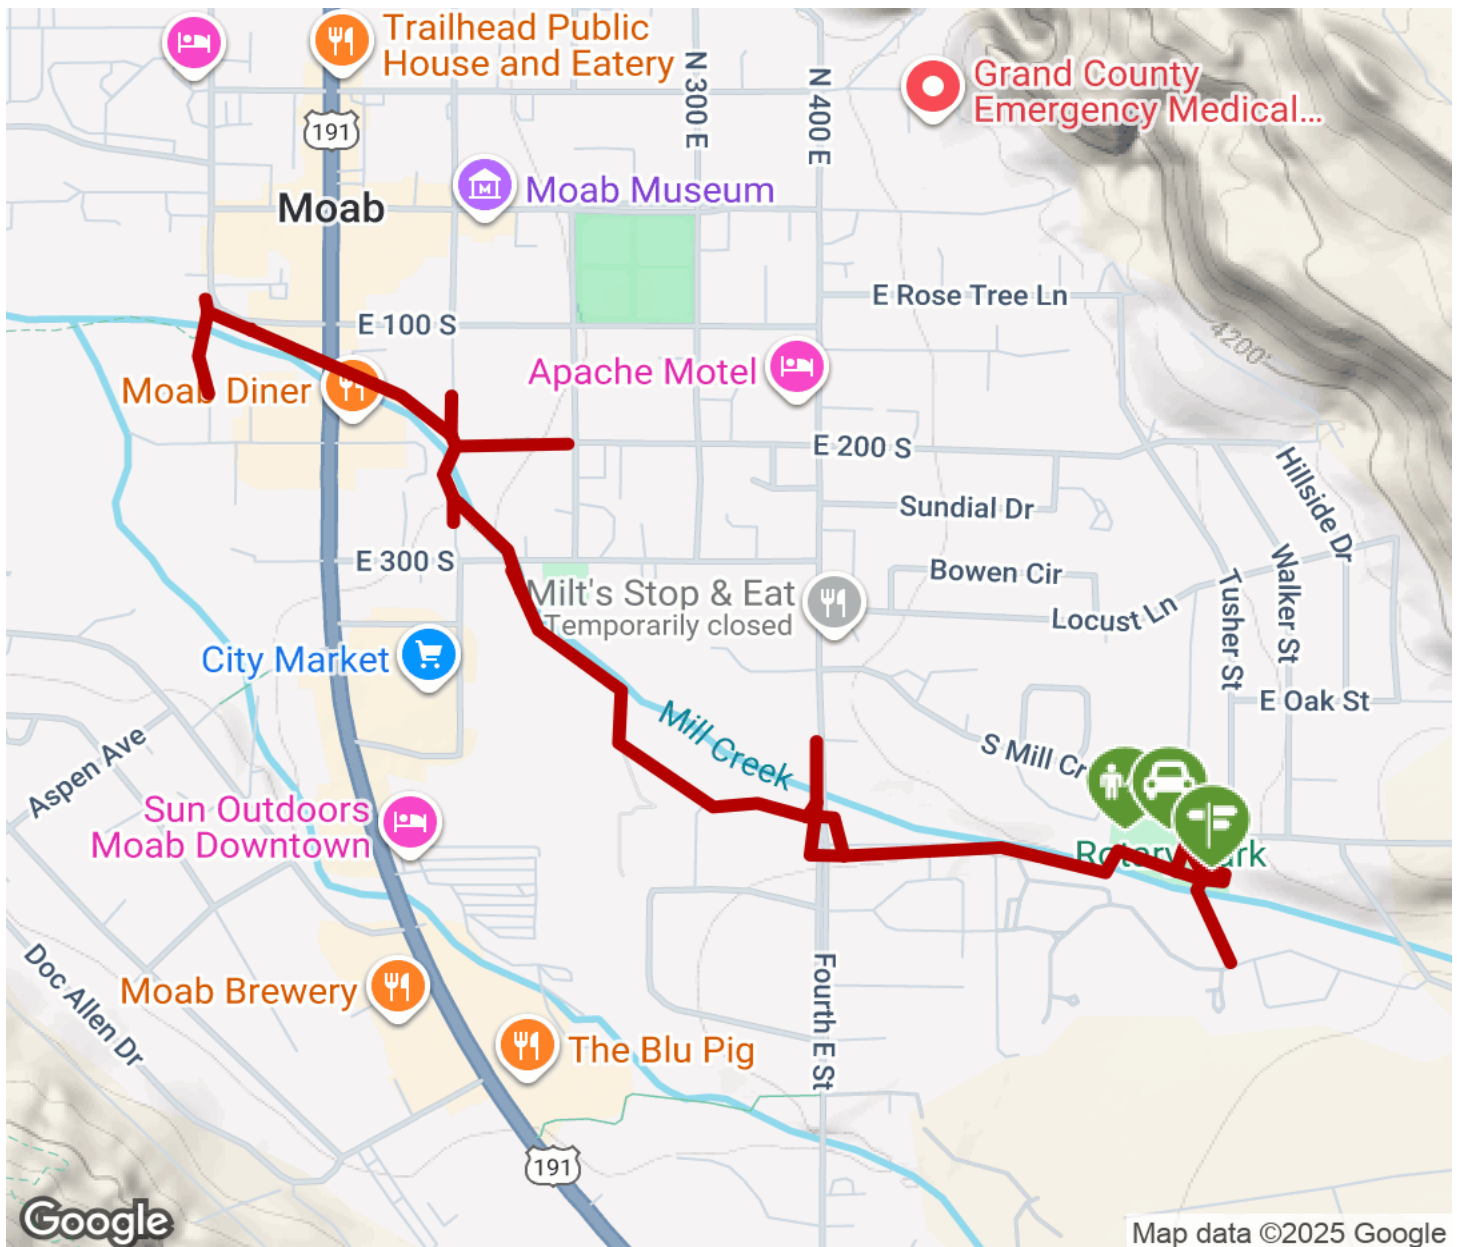 Trailhead Public
House and Eatery
N 300 E
N 400 E
Grand County
Emergency Medical...
191
Moab Museum
Moab
E Rose Tree Ln
E 100 S
4200'
Apache Motel
Moab Diner
E 200 S
Hillside Dr
Sundial Dr
E 300 S
Bowen Cir
Walker St
Tusher St
Milt's Stop & Eat
Temporarily closed
Locust Ln
City Market
E Oak St
Mill Creek
S Mill Cr
Aspen Ave
Sun Outdoors
Moab Downtown
Rotary Park
Doc Allen Dr
Fourth E St
Moab Brewery
The Blu Pig
191
Google
Map data ©2025 Google